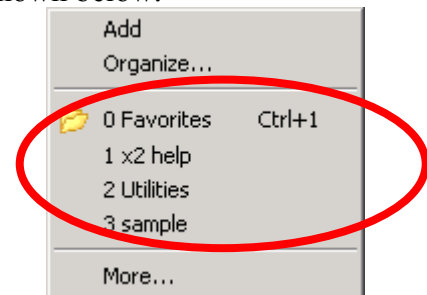 Add
Organize...
0 Favorites Ctrl+1
1 x2 help
2 Utilities
3 sample
More...